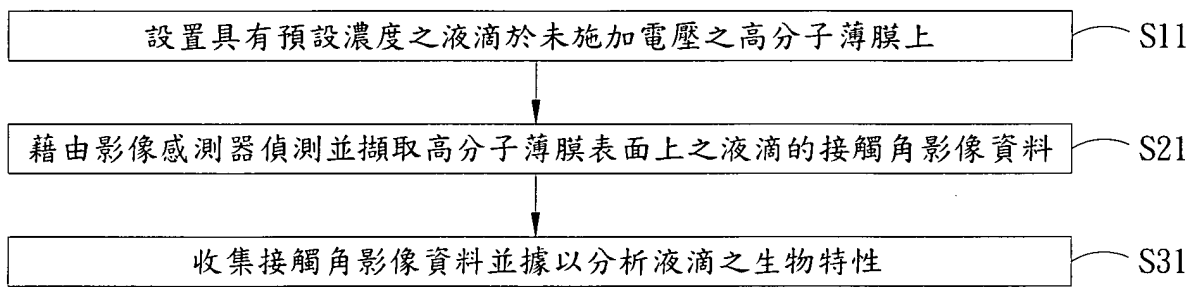 設置具有預設濃度之液滴於未施加電壓之高分子薄膜上 S11
藉由影像感測器偵測並擷取高分子薄膜表面上之液滴的接觸角影像資料 S21
收集接觸角影像資料並據以分析液滴之生物特性 S31